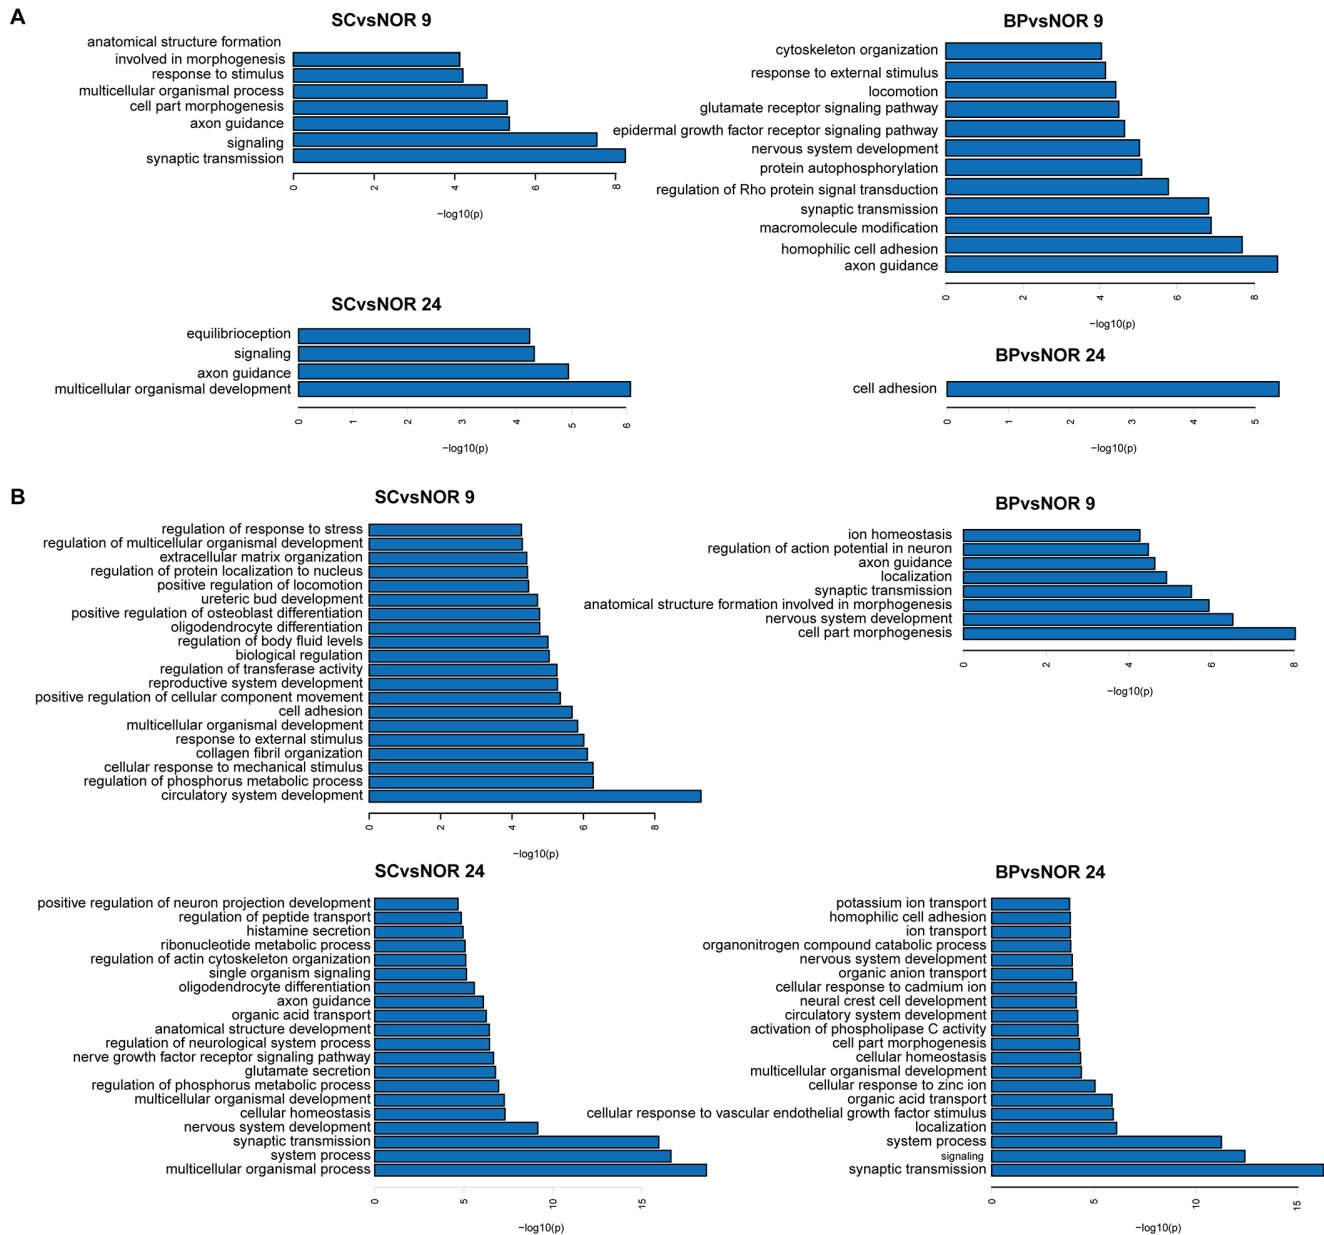 A
SCvsNOR 9
anatomical structure formation
involved in morphogenesis
response to stimulus
multicellular organismal process
cell part morphogenesis
axon guidance
signaling
synaptic transmission
0 2 4 6 8
−log10(p)
BPvsNOR 9
cytoskeleton organization
response to external stimulus
locomotion
glutamate receptor signaling pathway
epidermal growth factor receptor signaling pathway
nervous system development
protein autophosphorylation
regulation of Rho protein signal transduction
synaptic transmission
macromolecule modification
homophilic cell adhesion
axon guidance
0 2 4 6 8
−log10(p)
SCvsNOR 24
equilibrioception
signaling
axon guidance
multicellular organismal development
0 1 2 3 4 5 6
−log10(p)
BPvsNOR 24
cell adhesion
0 1 2 3 4 5
−log10(p)
B
SCvsNOR 9
regulation of response to stress
regulation of multicellular organismal development
extracellular matrix organization
regulation of protein localization to nucleus
positive regulation of locomotion
ureteric bud development
positive regulation of osteoblast differentiation
oligodendrocyte differentiation
regulation of body fluid levels
biological regulation
regulation of transferase activity
reproductive system development
positive regulation of cellular component movement
cell adhesion
multicellular organismal development
response to external stimulus
collagen fibril organization
cellular response to mechanical stimulus
regulation of phosphorus metabolic process
circulatory system development
0 2 4 6 8
−log10(p)
BPvsNOR 9
ion homeostasis
regulation of action potential in neuron
axon guidance
localization
synaptic transmission
anatomical structure formation involved in morphogenesis
nervous system development
cell part morphogenesis
0 2 4 6 8
−log10(p)
SCvsNOR 24
positive regulation of neuron projection development
regulation of peptide transport
histamine secretion
ribonucleotide metabolic process
regulation of actin cytoskeleton organization
single organism signaling
oligodendrocyte differentiation
axon guidance
organic acid transport
anatomical structure development
regulation of neurological system process
nerve growth factor receptor signaling pathway
glutamate secretion
regulation of phosphorus metabolic process
multicellular organismal development
cellular homeostasis
nervous system development
synaptic transmission
system process
multicellular organismal process
0 5 10 15
−log10(p)
BPvsNOR 24
potassium ion transport
homophilic cell adhesion
ion transport
organonitrogen compound catabolic process
nervous system development
organic anion transport
cellular response to cadmium ion
neural crest cell development
circulatory system development
activation of phospholipase C activity
cell part morphogenesis
cellular homeostasis
multicellular organismal development
cellular response to zinc ion
organic acid transport
cellular response to vascular endothelial growth factor stimulus
localization
system process
signaling
synaptic transmission
0 5 10 15
−log10(p)